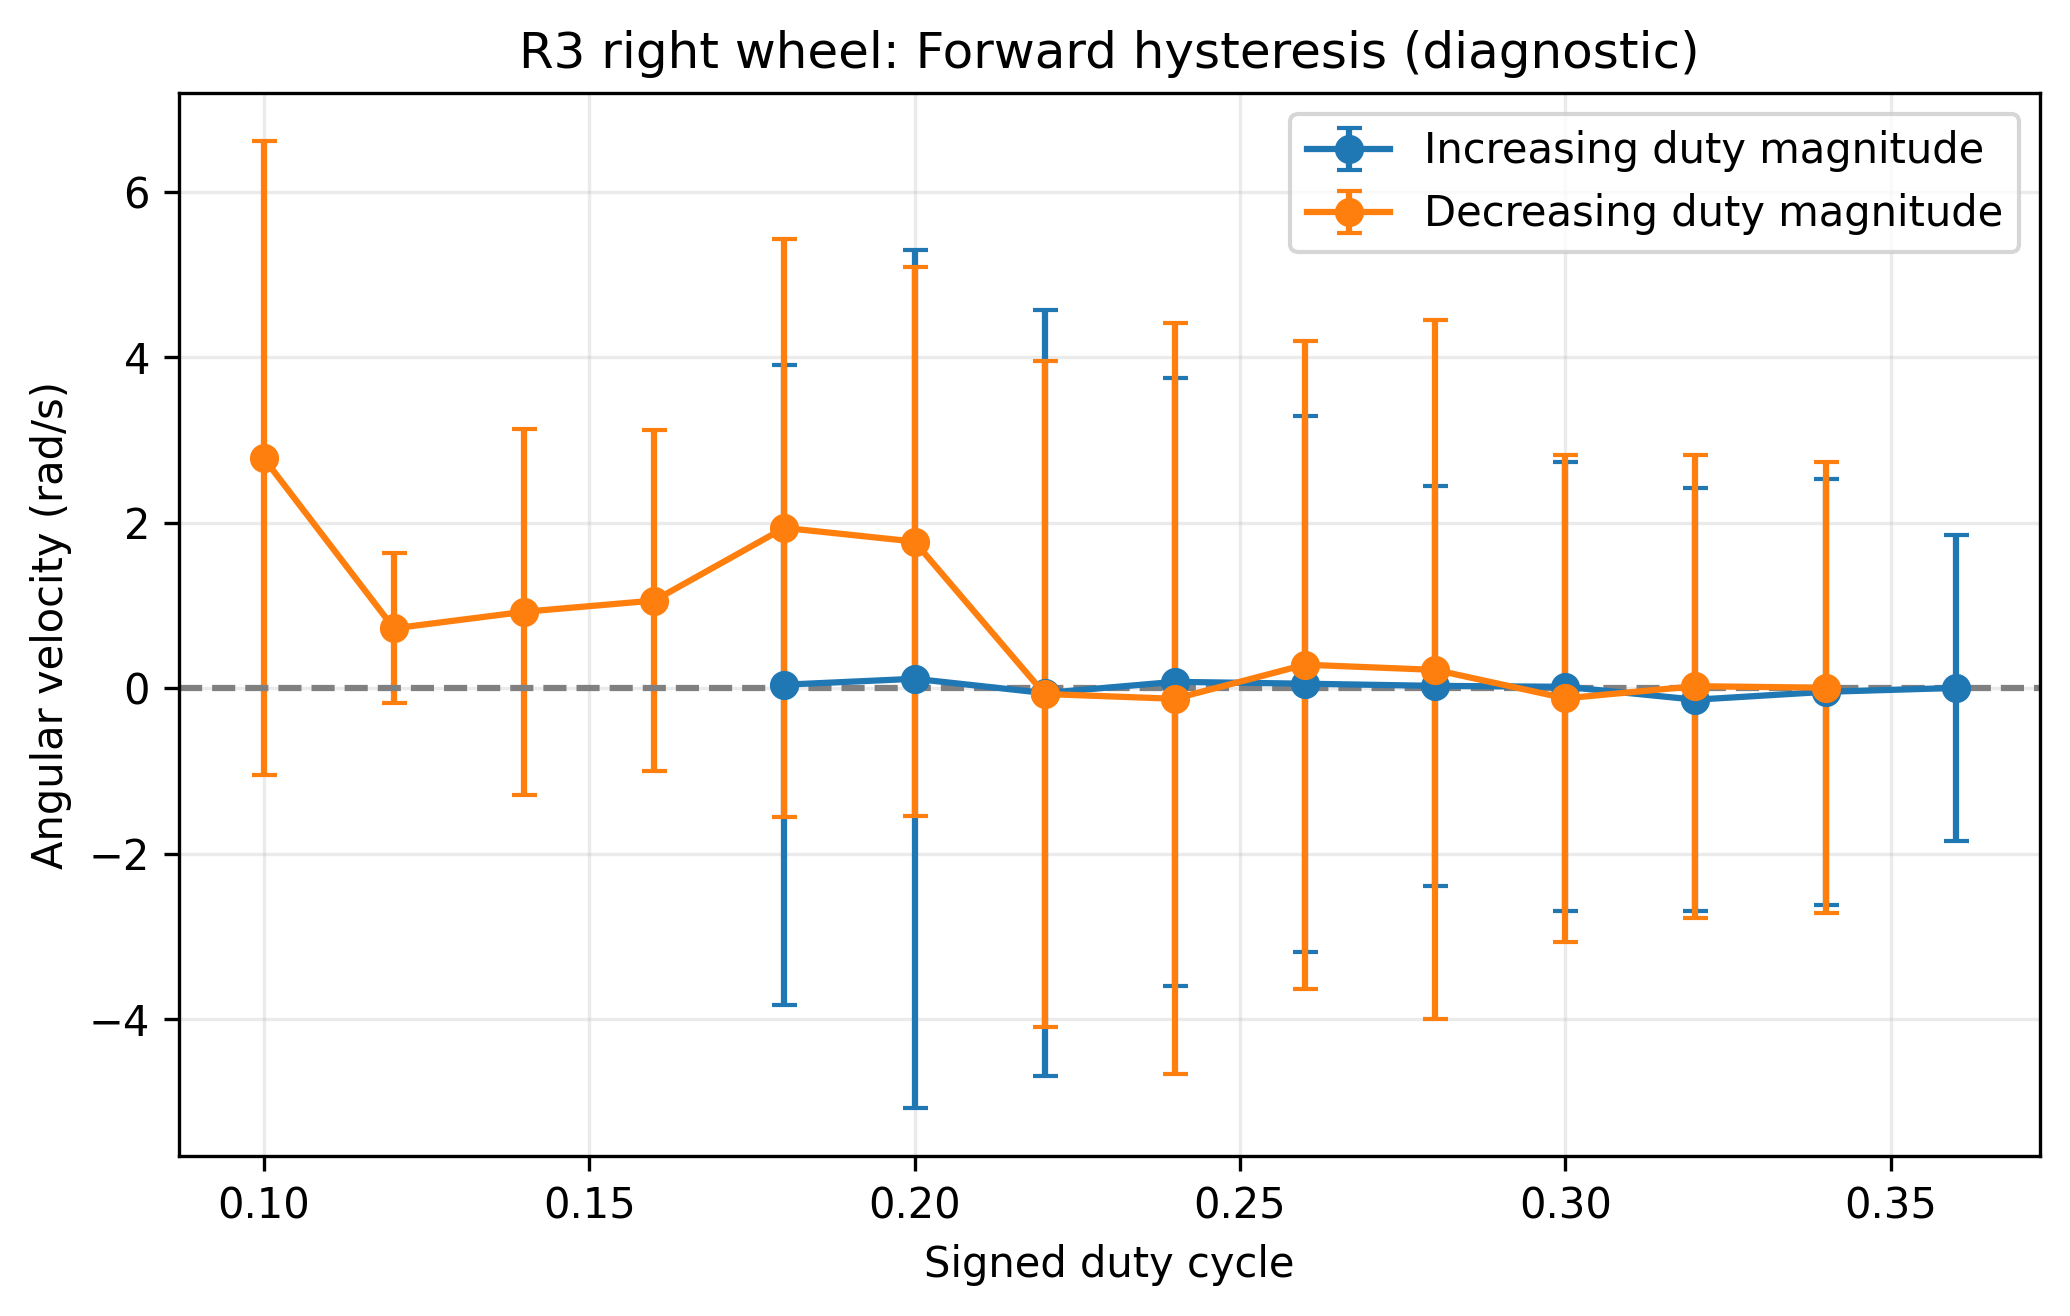 R3 right wheel: Forward hysteresis (diagnostic)
Increasing duty magnitude
Decreasing duty magnitude
Angular velocity (rad/s)
6
4
2
0
−2
−4
0.10 0.15 0.20 0.25 0.30 0.35
Signed duty cycle